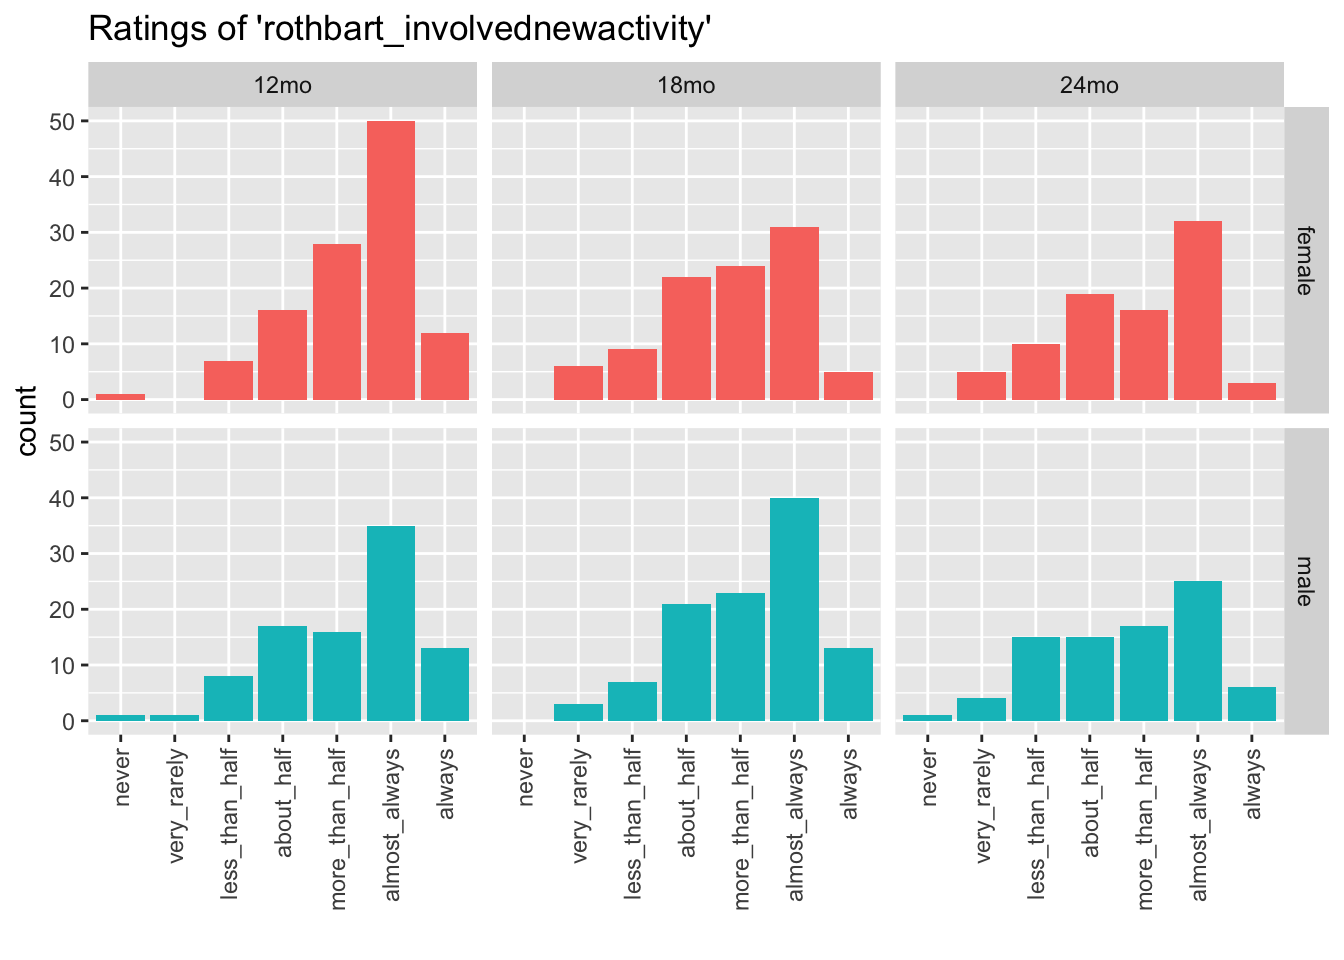 Ratings of 'rothbart_involvednewactivity'
12mo 18mo 24mo
50
40
30
20
10
0
female
count
50
40
30
20
10
0
male
never very_rarely less_than_half about_half more_than_half almost_always always
never very_rarely less_than_half about_half more_than_half almost_always always
never very_rarely less_than_half about_half more_than_half almost_always always